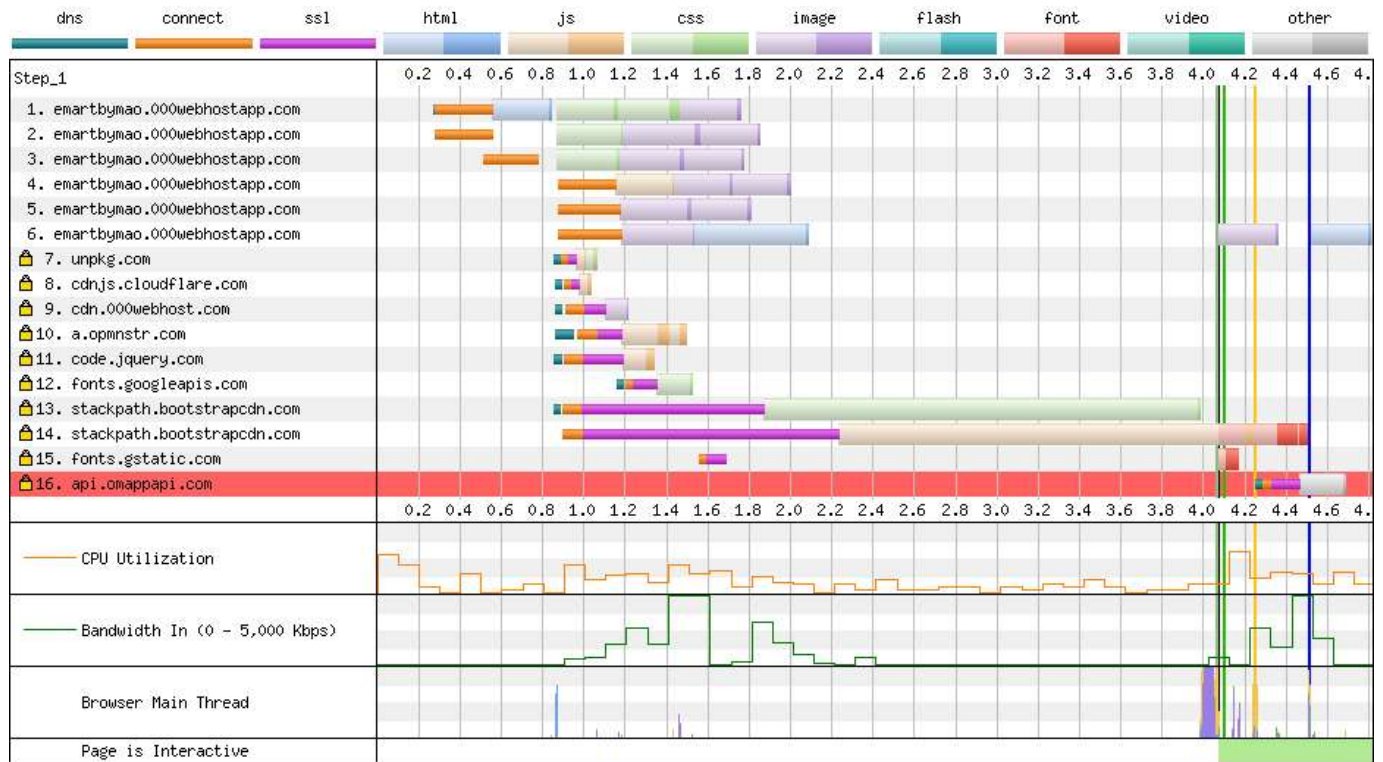 dns connect ssl html js css image flash font video other
Step_1 0.2 0.4 0.6 0.8 1.0 1.2 1.4 1.6 1.8 2.0 2.2 2.4 2.6 2.8 3.0 3.2 3.4 3.6 3.8 4.0 4.2 4.4 4.6 4.
1. emartbymao.000webhostapp.com
2. emartbymao.000webhostapp.com
3. emartbymao.000webhostapp.com
4. emartbymao.000webhostapp.com
5. emartbymao.000webhostapp.com
6. emartbymao.000webhostapp.com
7. unpkg.com
8. cdnjs.cloudflare.com
9. cdn.000webhost.com
10. a.opmnstr.com
11. code.jquery.com
12. fonts.googleapis.com
13. stackpath.bootstrapcdn.com
14. stackpath.bootstrapcdn.com
15. fonts.gstatic.com
16. api.omappapi.com
0.2 0.4 0.6 0.8 1.0 1.2 1.4 1.6 1.8 2.0 2.2 2.4 2.6 2.8 3.0 3.2 3.4 3.6 3.8 4.0 4.2 4.4 4.6 4.
CPU Utilization
Bandwidth In (0 - 5,000 Kbps)
Browser Main Thread
Page is Interactive